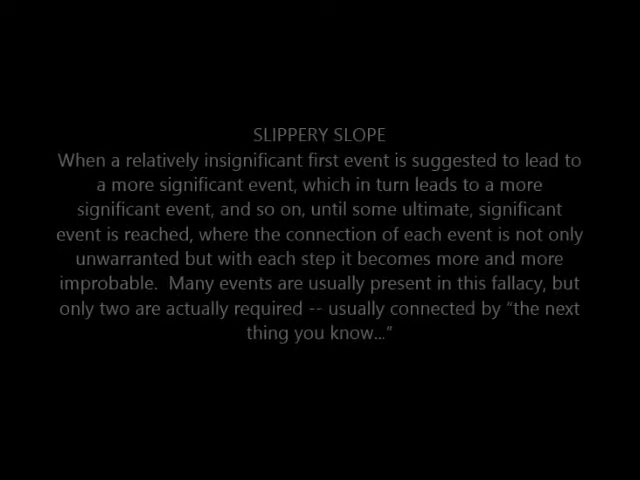 SLIPPERY SLOPE
When a relatively insignificant first event is suggested to lead to
a more significant event, which in turn leads to a more
significant event, and so on, until some ultimate, significant
event is reached, where the connection of each event is not only
unwarranted but with each step it becomes more and more
improbable.  Many events are usually present in this fallacy, but
only two are actually required -- usually connected by “the next
thing you know...”